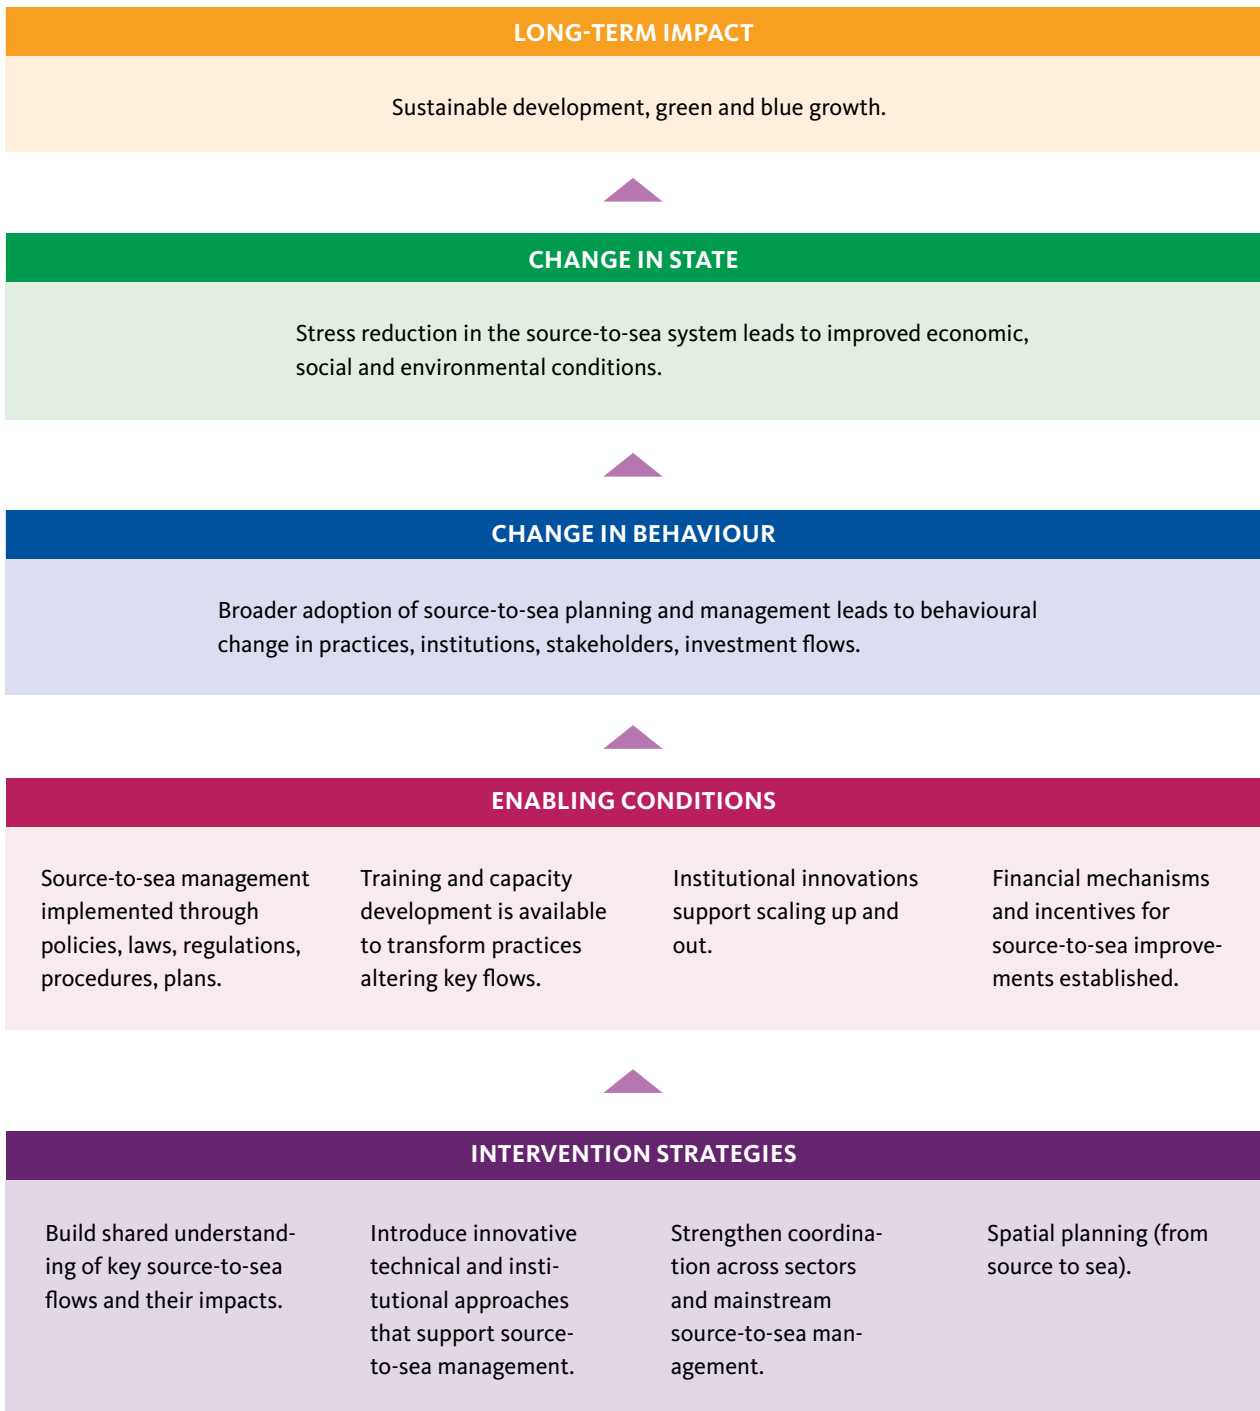 LONG-TERM IMPACT
Sustainable development, green and blue growth.
CHANGE IN STATE
Stress reduction in the source-to-sea system leads to improved economic,
social and environmental conditions.
CHANGE IN BEHAVIOUR
Broader adoption of source-to-sea planning and management leads to behavioural
change in practices, institutions, stakeholders, investment flows.
ENABLING CONDITIONS
Source-to-sea management
implemented through
policies, laws, regulations,
procedures, plans.
Training and capacity
development is available
to transform practices
altering key flows.
Institutional innovations
support scaling up and
out.
Financial mechanisms
and incentives for
source-to-sea improve-
ments established.
INTERVENTION STRATEGIES
Build shared understand-
ing of key source-to-sea
flows and their impacts.
Introduce innovative
technical and insti-
tutional approaches
that support source-
to-sea management.
Strengthen coordina-
tion across sectors
and mainstream
source-to-sea man-
agement.
Spatial planning (from
source to sea).